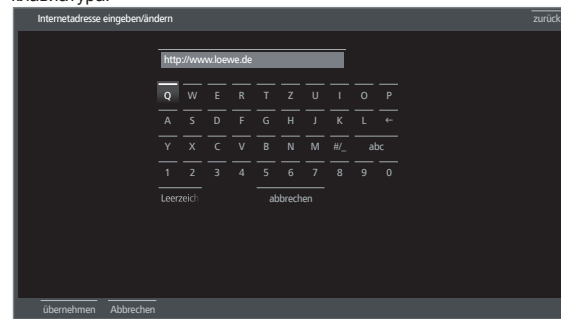 Internetadresse eingeben/ändern zurück
http://www.loewe.de
Q W E R T Z U I O P
A S D F G H J K L ←
Y X C V B N M #/_ abc
1 2 3 4 5 6 7 8 9 0
Leerzeich abbrechen
übernehmen Abbrechen